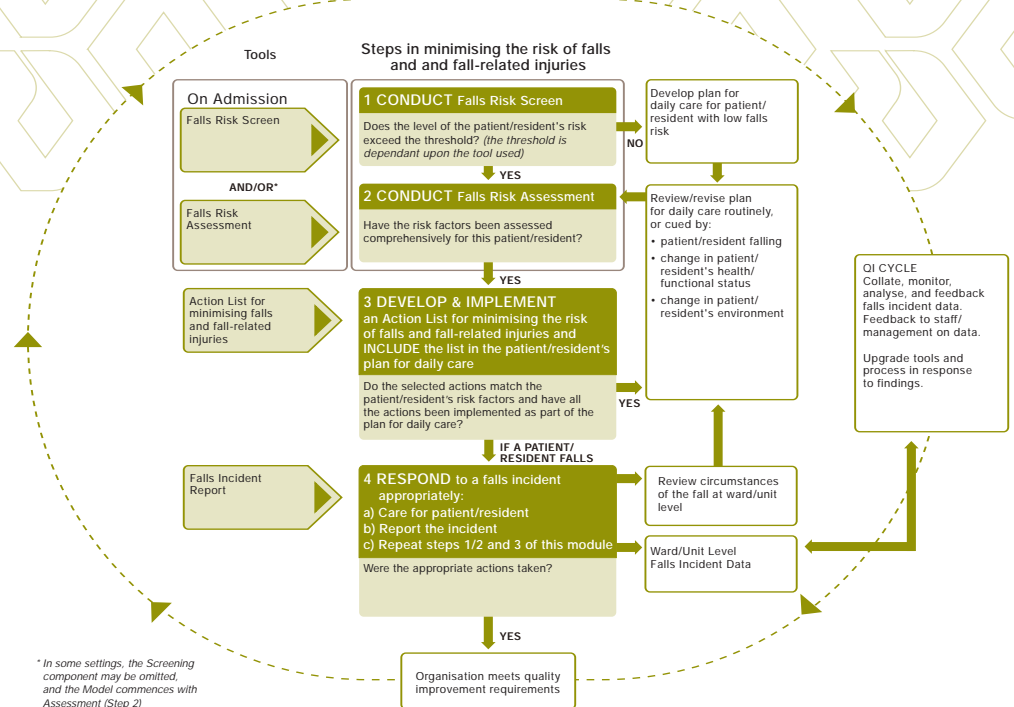 Tools
Steps in minimising the risk of falls
and and fall-related injuries
On Admission
Falls Risk Screen
AND/OR*
Falls Risk
Assessment
1 CONDUCT Falls Risk Screen
Does the level of the patient/resident's risk
exceed the threshold? (the threshold is
dependant upon the tool used)
NO
Develop plan for
daily care for patient/
resident with low falls
risk
YES
2 CONDUCT Falls Risk Assessment
Have the risk factors been assessed
comprehensively for this patient/resident?
Review/revise plan
for daily care routinely,
or cued by:
• patient/resident falling
• change in patient/
resident's health/
functional status
• change in patient/
resident's environment
YES
Action List for
minimising falls
and fall-related
injuries
3 DEVELOP & IMPLEMENT
an Action List for minimising the risk
of falls and fall-related injuries and
INCLUDE the list in the patient/resident's
plan for daily care
Do the selected actions match the
patient/resident's risk factors and have all
the actions been implemented as part of the
plan for daily care?
YES
QI CYCLE
Collate, monitor,
analyse, and feedback
falls incident data.
Feedback to staff/
management on data.
Upgrade tools and
process in response
to findings.
IF A PATIENT/
RESIDENT FALLS
Falls Incident
Report
4 RESPOND to a falls incident
appropriately:
a) Care for patient/resident
b) Report the incident
c) Repeat steps 1/2 and 3 of this module
Were the appropriate actions taken?
Review circumstances
of the fall at ward/unit
level
Ward/Unit Level
Falls Incident Data
YES
Organisation meets quality
improvement requirements
* In some settings, the Screening
component may be omitted,
and the Model commences with
Assessment (Step 2)